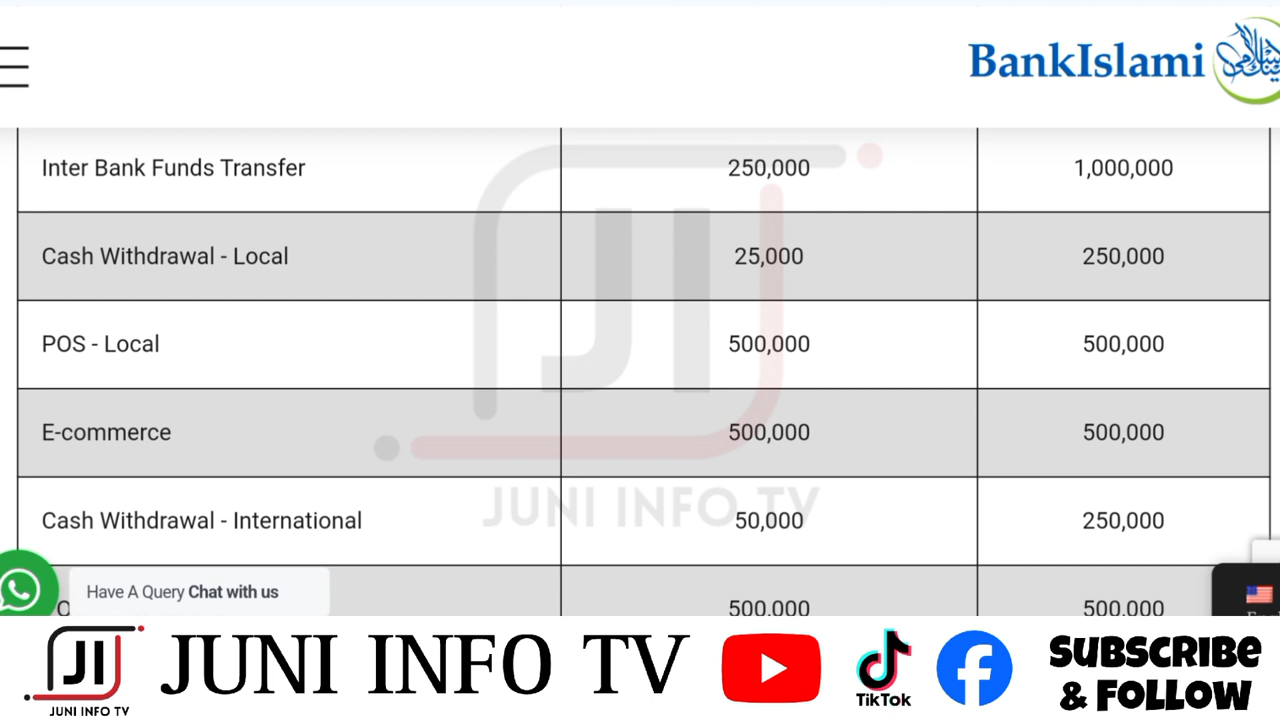 BankIslami
Inter Bank Funds Transfer 250,000 1,000,000
Cash Withdrawal - Local 25,000 250,000
POS - Local 500,000 500,000
E-commerce 500,000 500,000
JUNI INFO TV
Cash Withdrawal - International 50,000 250,000
Have A Query Chat with us
500,000 500,000
JI
JUNI INFO TV
JUNI INFO TV
TikTok
SUBSCRIBE
& FOLLOW